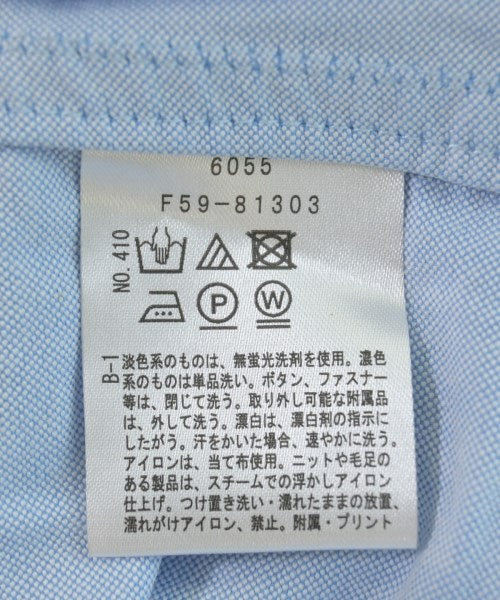 6055
F59-81303
NO. 410
P
W
B-1
淡色系のものは、無蛍光洗剤を使用。濃色
系のものは単品洗い。ボタン、ファスナー
等は、閉じて洗う。取り外し可能な附属品
は、外して洗う。漂白は、漂白剤の指示に
したがう。汗をかいた場合、速やかに洗う。
アイロンは、当て布使用。ニットや毛足の
ある製品は、スチームでの浮かしアイロン
仕上げ。つけ置き洗い・濡れたままの放置、
濡れがけアイロン、禁止。附属・プリント